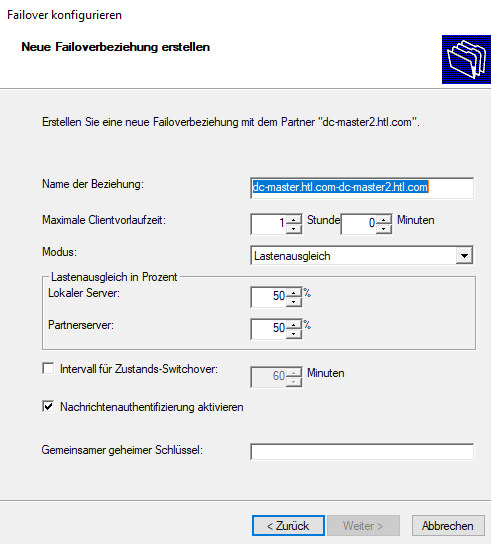 Failover konfigurieren
Neue Failoverbeziehung erstellen
Erstellen Sie eine neue Failoverbeziehung mit dem Partner "dc-master2.htl.com".
Name der Beziehung: dc-master.htl.com-dc-master2.htl.com
Maximale Clientvorlaufzeit: 1 Stunde 0 Minuten
Modus: Lastenausgleich
Lastenausgleich in Prozent
Lokaler Server: 50 %
Partnerserver: 50 %
Intervall für Zustands-Switchover: 60 Minuten
Nachrichtenauthentifizierung aktivieren
Gemeinsamer geheimer Schlüssel:
< Zurück Weiter > Abbrechen